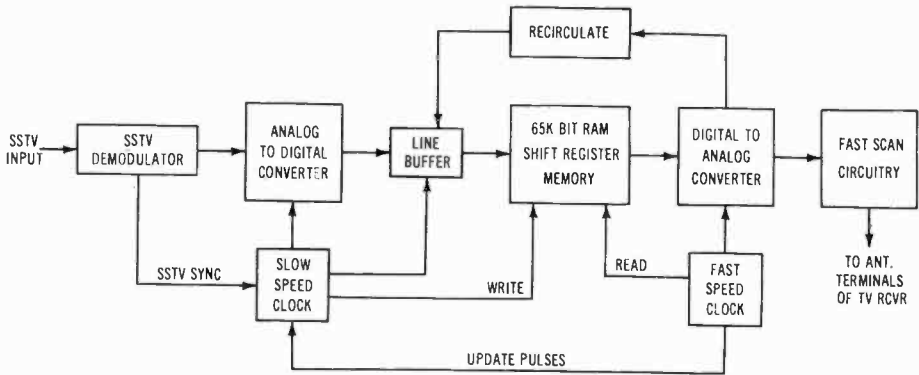 RECIRCULATE
SSTV
INPUT
SSTV
DEMODULATOR
ANALOG
TO DIGITAL
CONVERTER
LINE
BUFFER
65K BIT RAM
SHIFT REGISTER
MEMORY
DIGITAL TO
ANALOG
CONVERTER
FAST SCAN
CIRCUITRY
SSTV SYNC
SLOW
SPEED
CLOCK
WRITE
READ
FAST
SPEED
CLOCK
TO ANT.
TERMINALS
OF TV RCVR
UPDATE PULSES